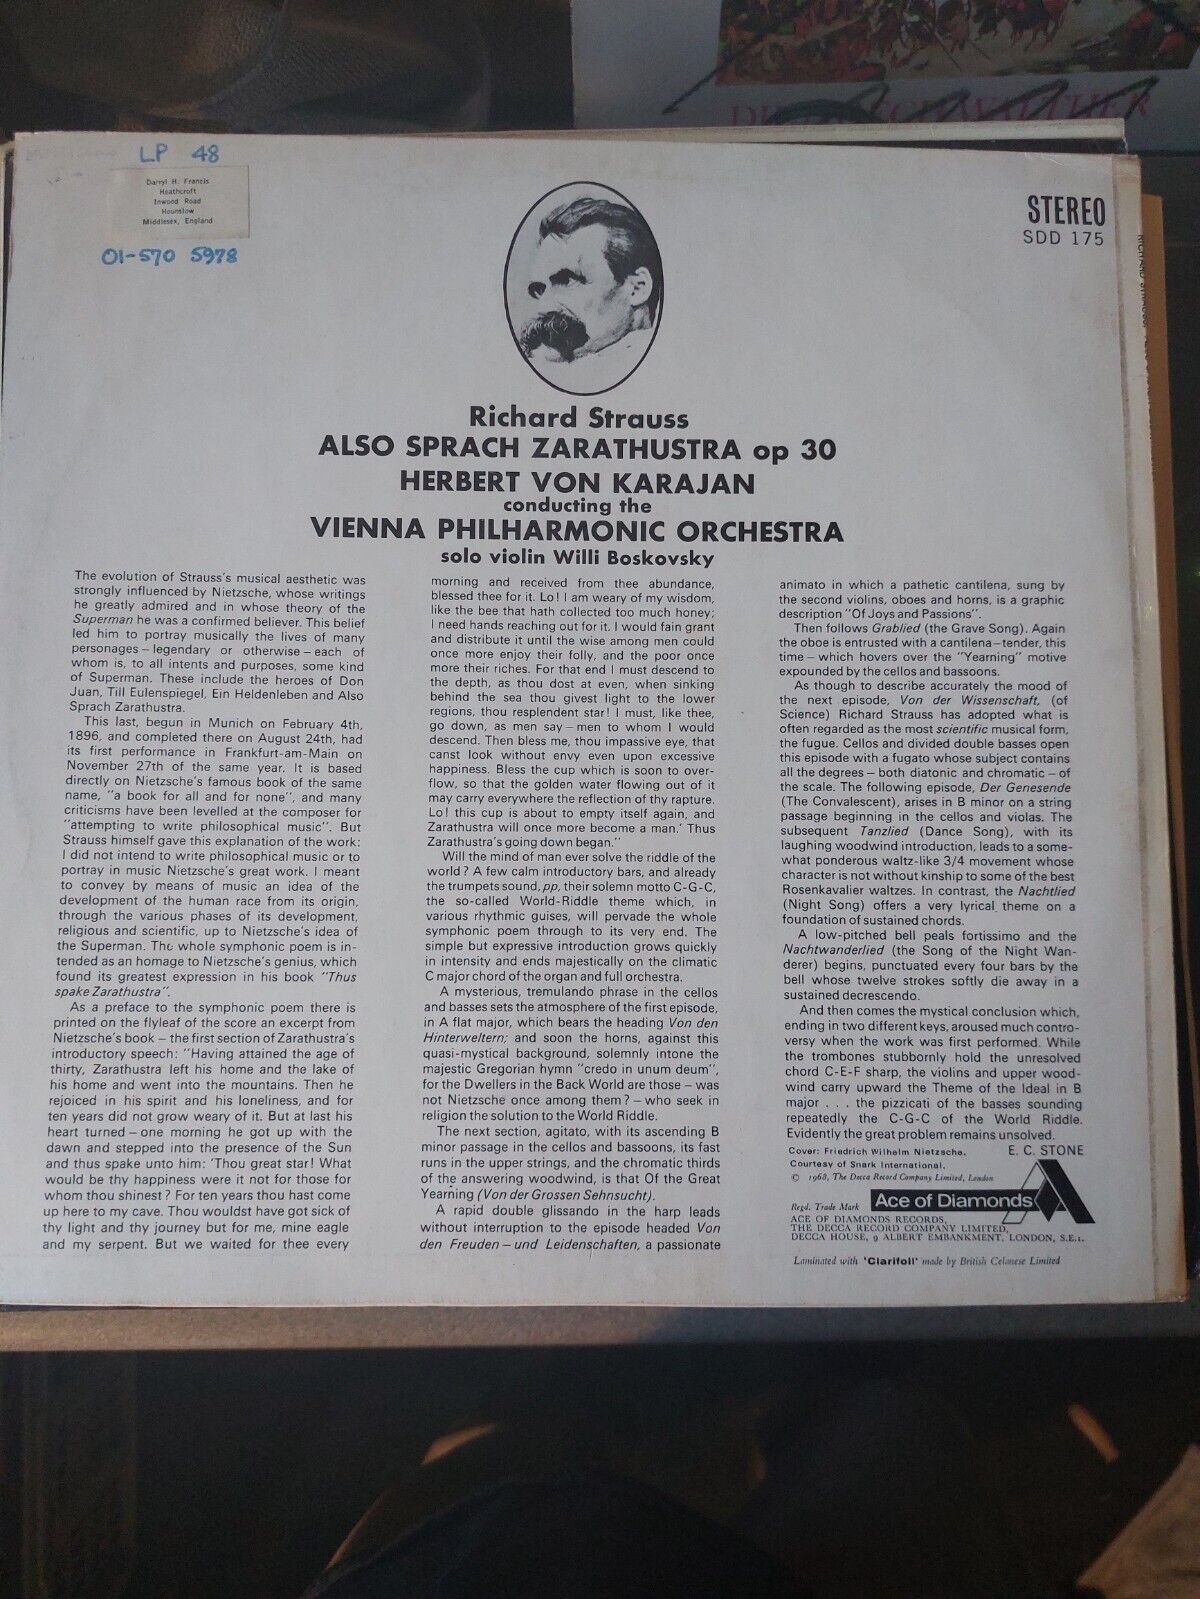 LP 48
Darryl H. Francis
Heathcroft
Inwood Road
Hounslow
Middlesex, England
01-570 5978
STEREO
SDD 175
Richard Strauss
ALSO SPRACH ZARATHUSTRA op 30
HERBERT VON KARAJAN
conducting the
VIENNA PHILHARMONIC ORCHESTRA
solo violin Willi Boskovsky
The evolution of Strauss's musical aesthetic was
strongly influenced by Nietzsche, whose writings
he greatly admired and in whose theory of the
Superman he was a confirmed believer. This belief
led him to portray musically the lives of many
personages – legendary or otherwise – each of
whom is, to all intents and purposes, some kind
of Superman. These include the heroes of Don
Juan, Till Eulenspiegel, Ein Heldenleben and Also
Sprach Zarathustra.
This last, begun in Munich on February 4th,
1896, and completed there on August 24th, had
its first performance in Frankfurt-am-Main on
November 27th of the same year. It is based
directly on Nietzsche's famous book of the same
name, "a book for all and for none", and many
criticisms have been levelled at the composer for
"attempting to write philosophical music". But
Strauss himself gave this explanation of the work:
I did not intend to write philosophical music or to
portray in music Nietzsche's great work. I meant
to convey by means of music an idea of the
development of the human race from its origin,
through the various phases of its development,
religious and scientific, up to Nietzsche's idea of
the Superman. The whole symphonic poem is in-
tended as an homage to Nietzsche's genius, which
found its greatest expression in his book "Thus
spake Zarathustra".
As a preface to the symphonic poem there is
printed on the flyleaf of the score an excerpt from
Nietzsche's book – the first section of Zarathustra's
introductory speech: "Having attained the age of
thirty, Zarathustra left his home and the lake of
his home and went into the mountains. Then he
rejoiced in his spirit and his loneliness, and for
ten years did not grow weary of it. But at last his
heart turned – one morning he got up with the
dawn and stepped into the presence of the Sun
and thus spake unto him: 'Thou great star! What
would be thy happiness were it not for those for
whom thou shinest? For ten years thou hast come
up here to my cave. Thou wouldst have got sick of
thy light and thy journey but for me, mine eagle
and my serpent. But we waited for thee every
morning and received from thee abundance,
blessed thee for it. Lo! I am weary of my wisdom,
like the bee that hath collected too much honey;
I need hands reaching out for it. I would fain grant
and distribute it until the wise among men could
once more enjoy their folly, and the poor once
more their riches. For that end I must descend to
the depth, as thou dost at even, when sinking
behind the sea thou givest light to the lower
regions, thou resplendent star! I must, like thee,
go down, as men say – men to whom I would
descend. Then bless me, thou impassive eye, that
canst look without envy even upon excessive
happiness. Bless the cup which is soon to over-
flow, so that the golden water flowing out of it
may carry everywhere the reflection of thy rapture.
Lo! this cup is about to empty itself again, and
Zarathustra will once more become a man.' Thus
Zarathustra's going down began."
Will the mind of man ever solve the riddle of the
world? A few calm introductory bars, and already
the trumpets sound, pp, their solemn motto C-G-C,
the so-called World-Riddle theme which, in
various rhythmic guises, will pervade the whole
symphonic poem through to its very end. The
simple but expressive introduction grows quickly
in intensity and ends majestically on the climatic
C major chord of the organ and full orchestra.
A mysterious, tremulando phrase in the cellos
and basses sets the atmosphere of the first episode,
in A flat major, which bears the heading Von den
Hinterweltern; and soon the horns, against this
quasi-mystical background, solemnly intone the
majestic Gregorian hymn "credo in unum deum",
for the Dwellers in the Back World are those – was
not Nietzsche once among them? – who seek in
religion the solution to the World Riddle.
The next section, agitato, with its ascending B
minor passage in the cellos and bassoons, its fast
runs in the upper strings, and the chromatic thirds
of the answering woodwind, is that Of the Great
Yearning (Von der Grossen Sehnsucht).
A rapid double glissando in the harp leads
without interruption to the episode headed Von
den Freuden – und Leidenschaften, a passionate
animato in which a pathetic cantilena, sung by
the second violins, oboes and horns, is a graphic
description "Of Joys and Passions".
Then follows Grablied (the Grave Song). Again
the oboe is entrusted with a cantilena – tender, this
time – which hovers over the "Yearning" motive
expounded by the cellos and bassoons.
As though to describe accurately the mood of
the next episode, Von der Wissenschaft, (of
Science) Richard Strauss has adopted what is
often regarded as the most scientific musical form,
the fugue. Cellos and divided double basses open
this episode with a fugato whose subject contains
all the degrees – both diatonic and chromatic – of
the scale. The following episode, Der Genesende
(The Convalescent), arises in B minor on a string
passage beginning in the cellos and violas. The
subsequent Tanzlied (Dance Song), with its
laughing woodwind introduction, leads to a some-
what ponderous waltz-like 3/4 movement whose
character is not without kinship to some of the best
Rosenkavalier waltzes. In contrast, the Nachtlied
(Night Song) offers a very lyrical theme on a
foundation of sustained chords.
A low-pitched bell peals fortissimo and the
Nachtwanderlied (the Song of the Night Wan-
derer) begins, punctuated every four bars by the
bell whose twelve strokes softly die away in a
sustained decrescendo.
And then comes the mystical conclusion which,
ending in two different keys, aroused much contro-
versy when the work was first performed. While
the trombones stubbornly hold the unresolved
chord C-E-F sharp, the violins and upper wood-
wind carry upward the Theme of the Ideal in B
major . . . the pizzicati of the basses sounding
repeatedly the C-G-C of the World Riddle.
Evidently the great problem remains unsolved.
E. C. STONE
Cover: Friedrich Wilhelm Nietzsche.
Courtesy of Snark International.
© 1968, The Decca Record Company Limited, London
Regd. Trade Mark Ace of Diamonds
ACE OF DIAMONDS RECORDS,
THE DECCA RECORD COMPANY LIMITED,
DECCA HOUSE, 9 ALBERT EMBANKMENT, LONDON, S.E.1.
Laminated with 'Clarifoil' made by British Celanese Limited